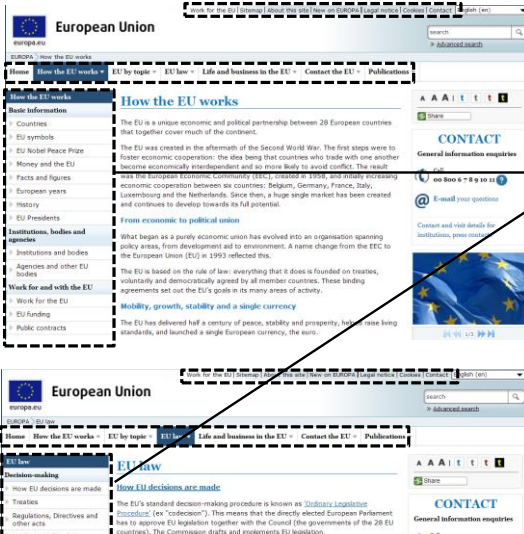 Work for the EU | Sitemap | About this site | New on EUROPA | Legal notice | Cookies | Contact | English (en)
European Union
europa.eu
Search
Advanced search
EUROPA > How the EU works
Home How the EU works EU by topic EU law Life and business in the EU Contact the EU Publications
How the EU works
Basic information
Countries
EU symbols
EU Nobel Peace Prize
Money and the EU
Facts and figures
European years
History
EU Presidents
Institutions, bodies and agencies
Institutions and bodies
Agencies and other EU bodies
Work for and with the EU
Work for the EU
EU funding
Public contracts
How the EU works
The EU is a unique economic and political partnership between 28 European countries
that together cover much of the continent.
The EU was created in the aftermath of the Second World War. The first steps were to
foster economic cooperation: the idea being that countries who trade with one another
become economically interdependent and so more likely to avoid conflict. The result
was the European Economic Community (EEC), created in 1958, and initially increasing
economic cooperation between six countries: Belgium, Germany, France, Italy,
Luxembourg and the Netherlands. Since then, a huge single market has been created
and continues to develop towards its full potential.
From economic to political union
What began as a purely economic union has evolved into an organisation spanning
policy areas, from development aid to environment. A name change from the EEC to
the European Union (EU) in 1993 reflected this.
The EU is based on the rule of law: everything that it does is founded on treaties,
voluntarily and democratically agreed by all member countries. These binding
agreements set out the EU's goals in its many areas of activity.
Mobility, growth, stability and a single currency
The EU has delivered half a century of peace, stability and prosperity, helped raise living
standards, and launched a single European currency, the euro.
A A A t t t t
Share
CONTACT
General information enquiries
Call
00 800 6 7 8 9 10 11 ?
E-mail your questions
Contact and visit details for
institutions, press contacts
1/3
Work for the EU | Sitemap | About this site | New on EUROPA | Legal notice | Cookies | Contact | English (en)
European Union
europa.eu
Search
Advanced search
EUROPA > EU law
Home How the EU works EU by topic EU law Life and business in the EU Contact the EU Publications
EU law
Decision-making
How EU decisions are made
Treaties
Regulations, Directives and
other acts
EU law
How EU decisions are made
The EU's standard decision-making procedure is known as 'Ordinary Legislative
Procedure' (ex "codecision"). This means that the directly elected European Parliament
has to approve EU legislation together with the Council (the governments of the 28 EU
countries). The Commission drafts and implements EU legislation.
A A A t t t t
Share
CONTACT
General information enquiries